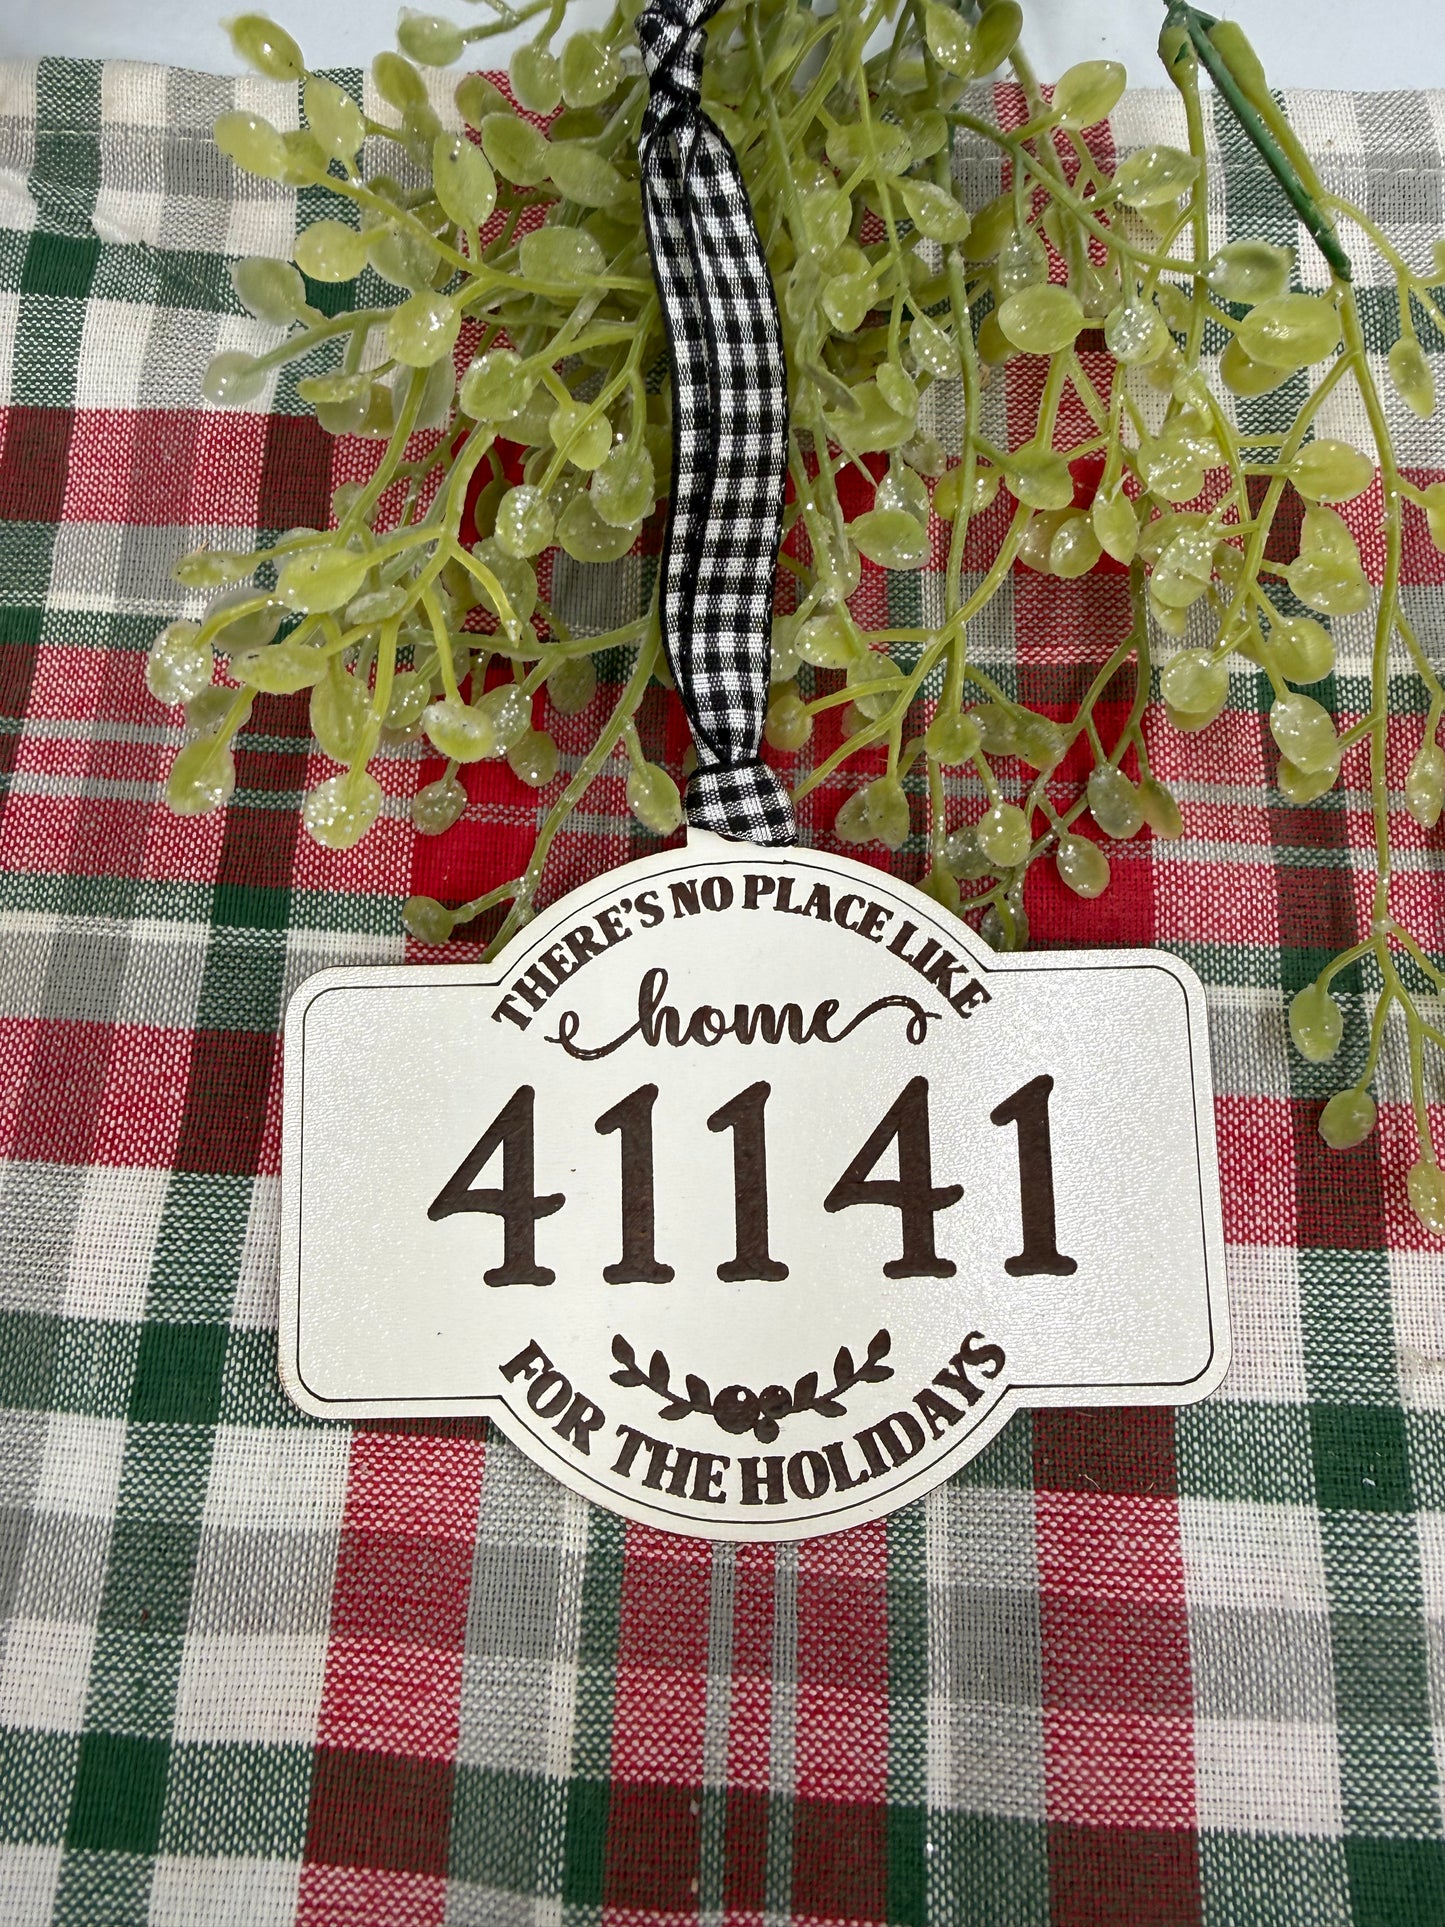 THERE'S NO PLACE LIKE
home
41141
FOR THE HOLIDAYS